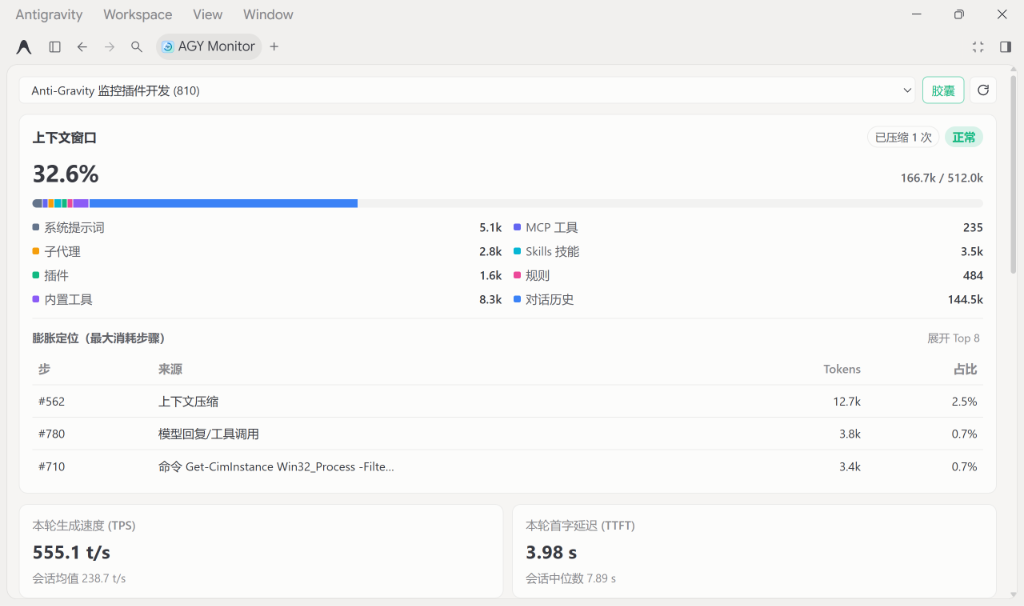 Antigravity Workspace View Window
AGY Monitor
Anti-Gravity 监控插件开发 (810)
胶囊
上下文窗口
已压缩 1 次 正常
32.6%
166.7k / 512.0k
系统提示词 5.1k MCP 工具 235
子代理 2.8k Skills 技能 3.5k
插件 1.6k 规则 484
内置工具 8.3k 对话历史 144.5k
膨胀定位（最大消耗步骤） 展开 Top 8
步 来源 Tokens 占比
#562 上下文压缩 12.7k 2.5%
#780 模型回复/工具调用 3.8k 0.7%
#710 命令 Get-CimInstance Win32_Process -Filte... 3.4k 0.7%
本轮生成速度 (TPS)
555.1 t/s
会话均值 238.7 t/s
本轮首字延迟 (TTFT)
3.98 s
会话中位数 7.89 s